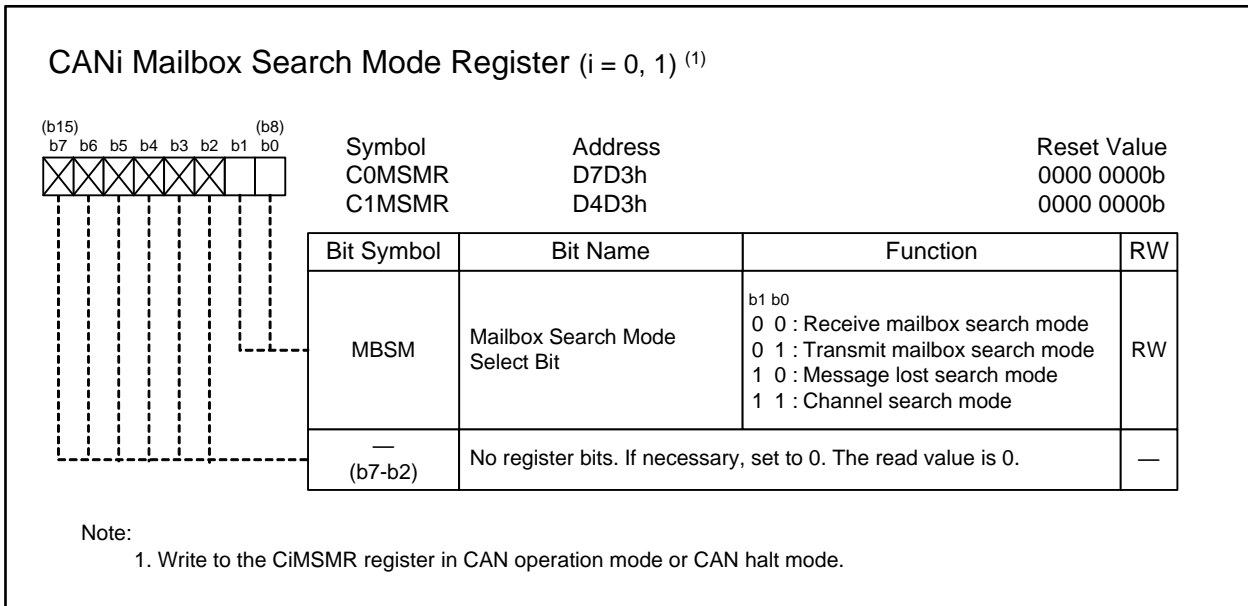 CANi Mailbox Search Mode Register (i = 0, 1) (1)
(b15) (b8)
b7 b6 b5 b4 b3 b2 b1 b0
Symbol Address Reset Value
C0MSMR D7D3h 0000 0000b
C1MSMR D4D3h 0000 0000b
Bit Symbol Bit Name Function RW
MBSM Mailbox Search Mode Select Bit
b1 b0
0 0 : Receive mailbox search mode
0 1 : Transmit mailbox search mode
1 0 : Message lost search mode
1 1 : Channel search mode
RW
—
(b7-b2) No register bits. If necessary, set to 0. The read value is 0. —
Note:
1. Write to the CiMSMR register in CAN operation mode or CAN halt mode.